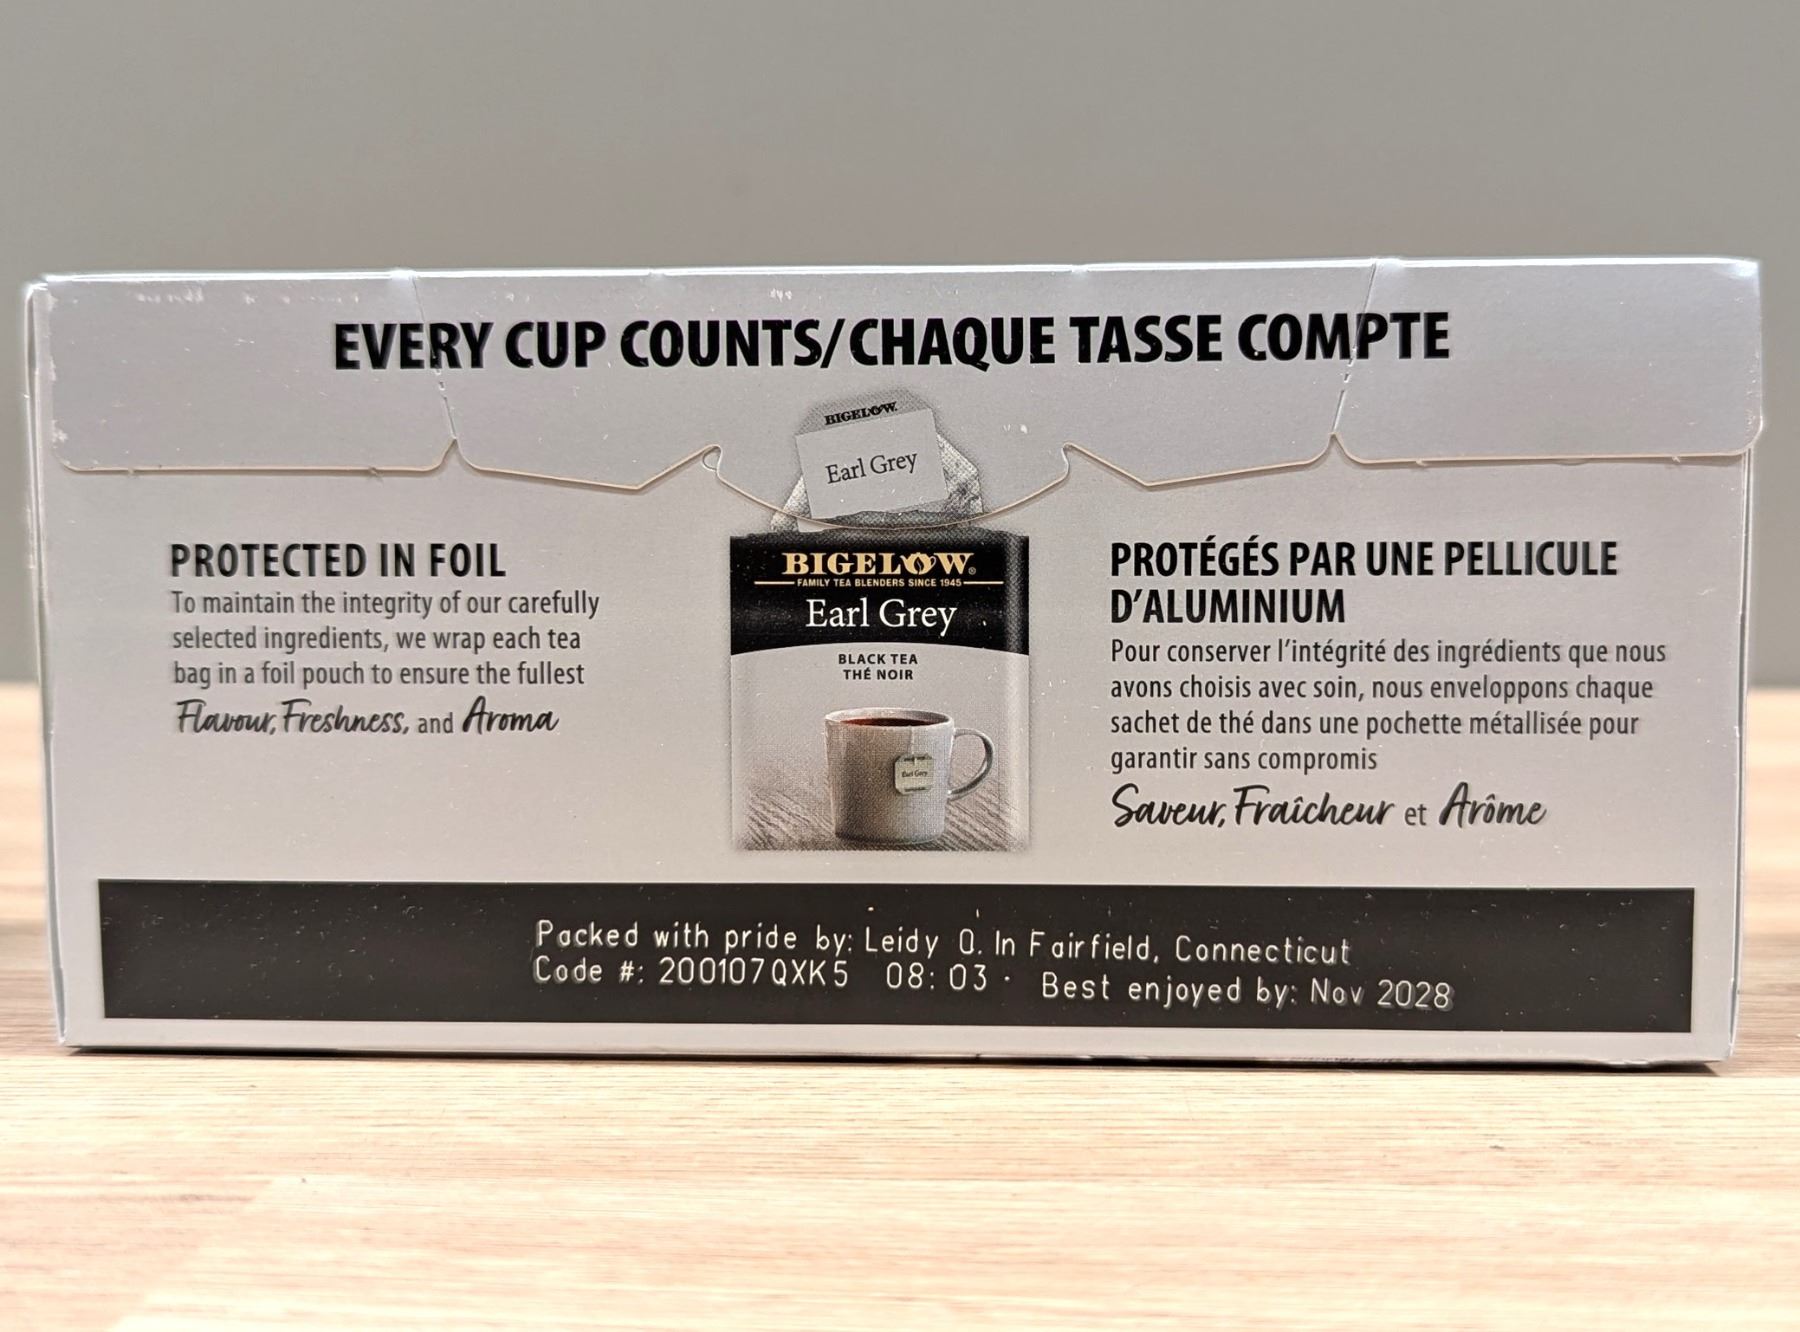 EVERY CUP COUNTS/CHAQUE TASSE COMPTE
BIGELOW
Earl Grey
PROTECTED IN FOIL
To maintain the integrity of our carefully
selected ingredients, we wrap each tea
bag in a foil pouch to ensure the fullest
Flavour, Freshness, and Aroma
BIGELOW®
FAMILY TEA BLENDERS SINCE 1945
Earl Grey
BLACK TEA
THÉ NOIR
Earl Grey
PROTÉGÉS PAR UNE PELLICULE
D'ALUMINIUM
Pour conserver l'intégrité des ingrédients que nous
avons choisis avec soin, nous enveloppons chaque
sachet de thé dans une pochette métallisée pour
garantir sans compromis
Saveur, Fraîcheur et Arôme
Packed with pride by: Leidy O. In Fairfield, Connecticut
Code #: 200107QXK5 08:03 · Best enjoyed by: Nov 2028